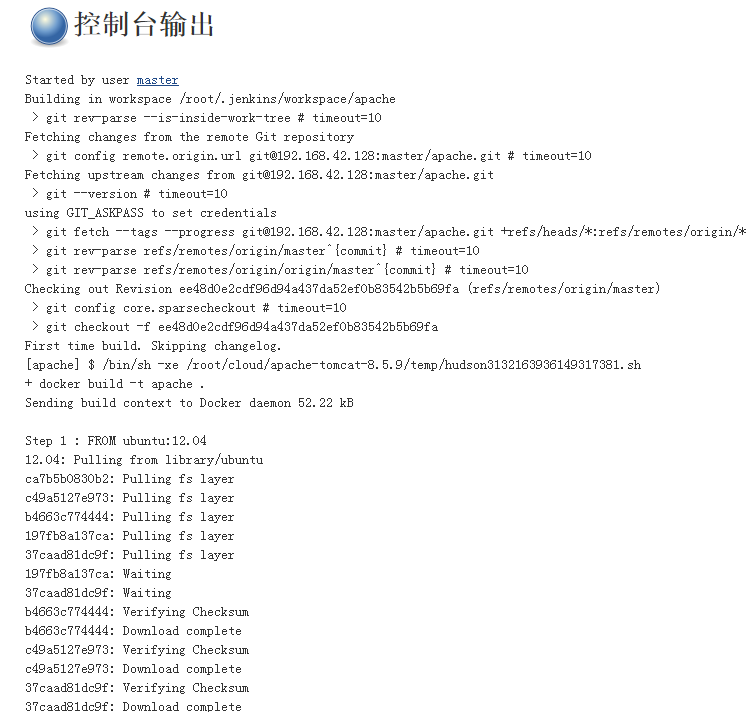 控制台输出
Started by user master
Building in workspace /root/.jenkins/workspace/apache
> git rev-parse --is-inside-work-tree # timeout=10
Fetching changes from the remote Git repository
> git config remote.origin.url git@192.168.42.128:master/apache.git # timeout=10
Fetching upstream changes from git@192.168.42.128:master/apache.git
> git --version # timeout=10
using GIT_ASKPASS to set credentials
> git fetch --tags --progress git@192.168.42.128:master/apache.git +refs/heads/*:refs/remotes/origin/*
> git rev-parse refs/remotes/origin/master^{commit} # timeout=10
> git rev-parse refs/remotes/origin/origin/master^{commit} # timeout=10
Checking out Revision ee48d0e2cdf96d94a437da52ef0b83542b5b69fa (refs/remotes/origin/master)
> git config core.sparsecheckout # timeout=10
> git checkout -f ee48d0e2cdf96d94a437da52ef0b83542b5b69fa
First time build. Skipping changelog.
[apache] $ /bin/sh -xe /root/cloud/apache-tomcat-8.5.9/temp/hudson3132163936149317381.sh
+ docker build -t apache .
Sending build context to Docker daemon 52.22 kB
Step 1 : FROM ubuntu:12.04
12.04: Pulling from library/ubuntu
ca7b5b0830b2: Pulling fs layer
c49a5127e973: Pulling fs layer
b4663c774444: Pulling fs layer
197fb8a137ca: Pulling fs layer
37caad81dc9f: Pulling fs layer
197fb8a137ca: Waiting
37caad81dc9f: Waiting
b4663c774444: Verifying Checksum
b4663c774444: Download complete
c49a5127e973: Verifying Checksum
c49a5127e973: Download complete
37caad81dc9f: Verifying Checksum
37caad81dc9f: Download complete